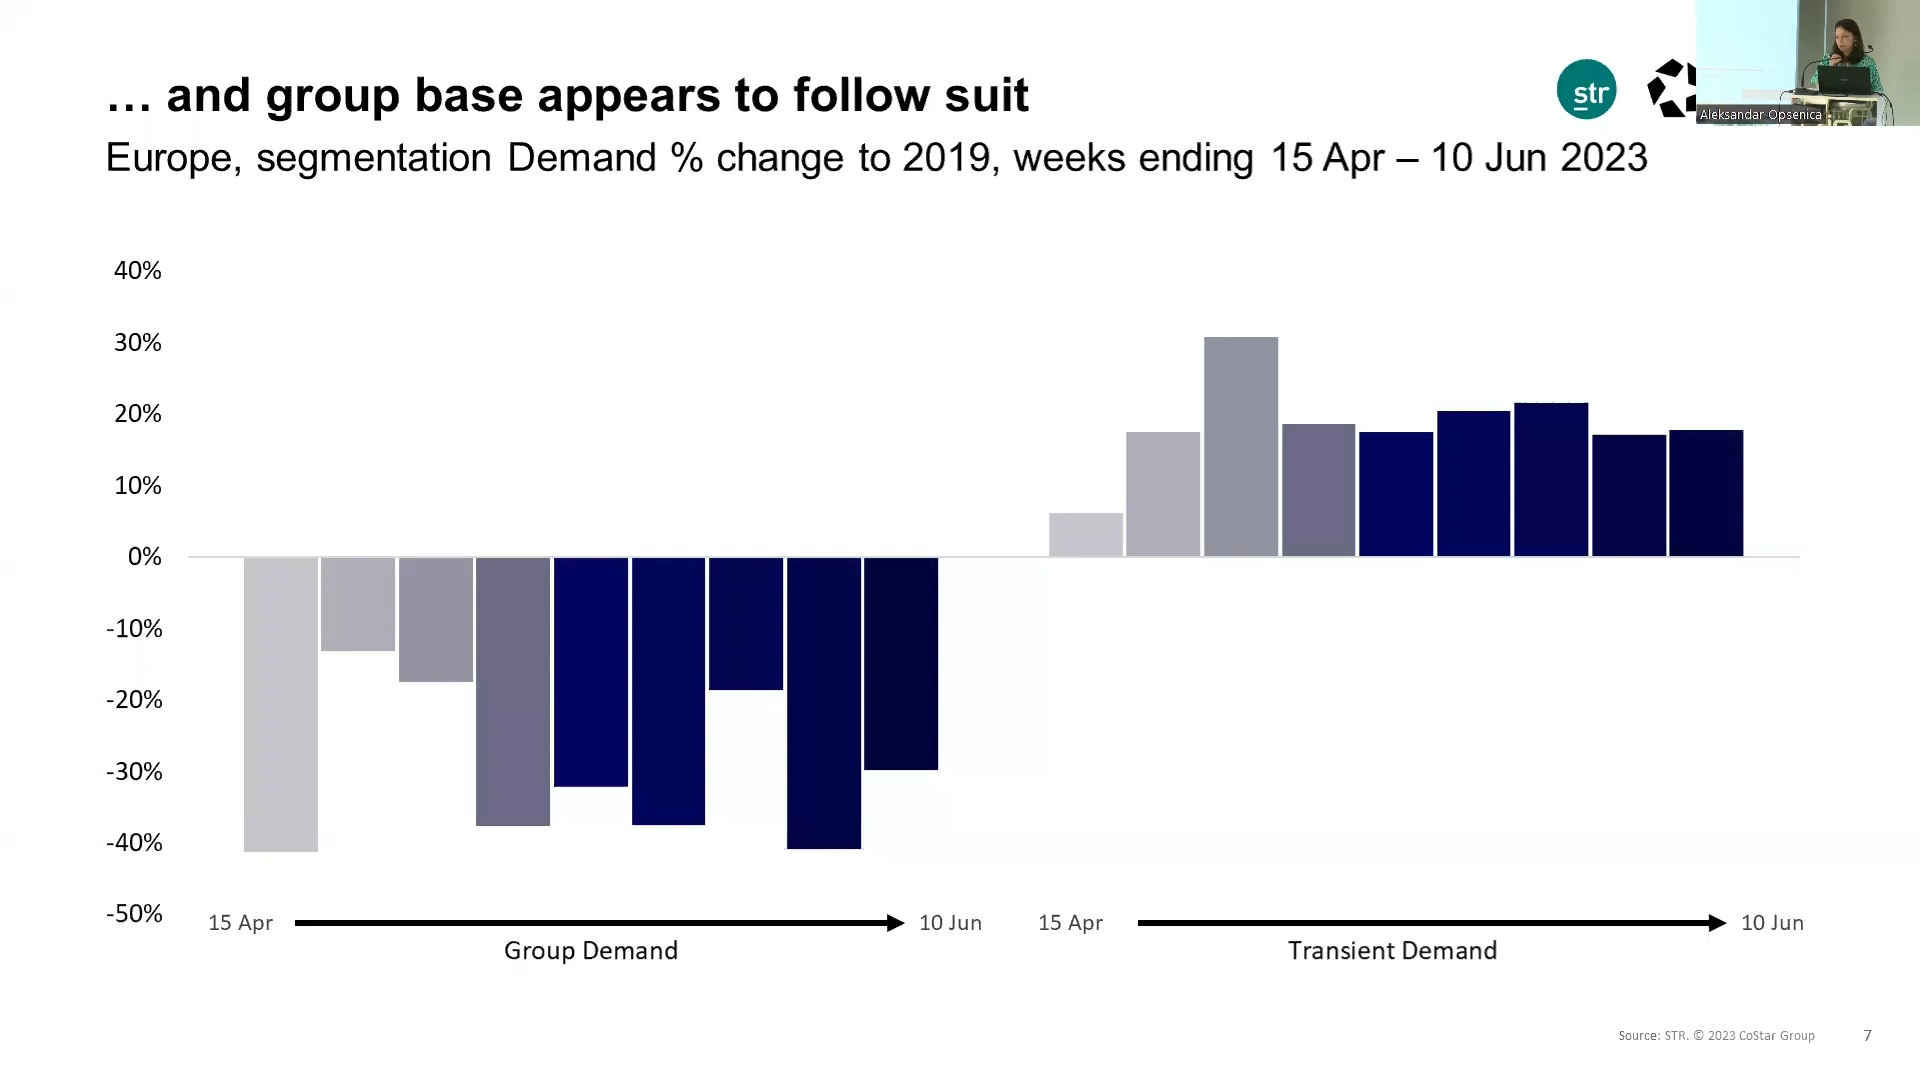 … and group base appears to follow suit
str
Aleksandar Opsenica
Europe, segmentation Demand % change to 2019, weeks ending 15 Apr – 10 Jun 2023
40%
30%
20%
10%
0%
-10%
-20%
-30%
-40%
-50%
15 Apr
10 Jun
15 Apr
10 Jun
Group Demand
Transient Demand
Source: STR. © 2023 CoStar Group
7